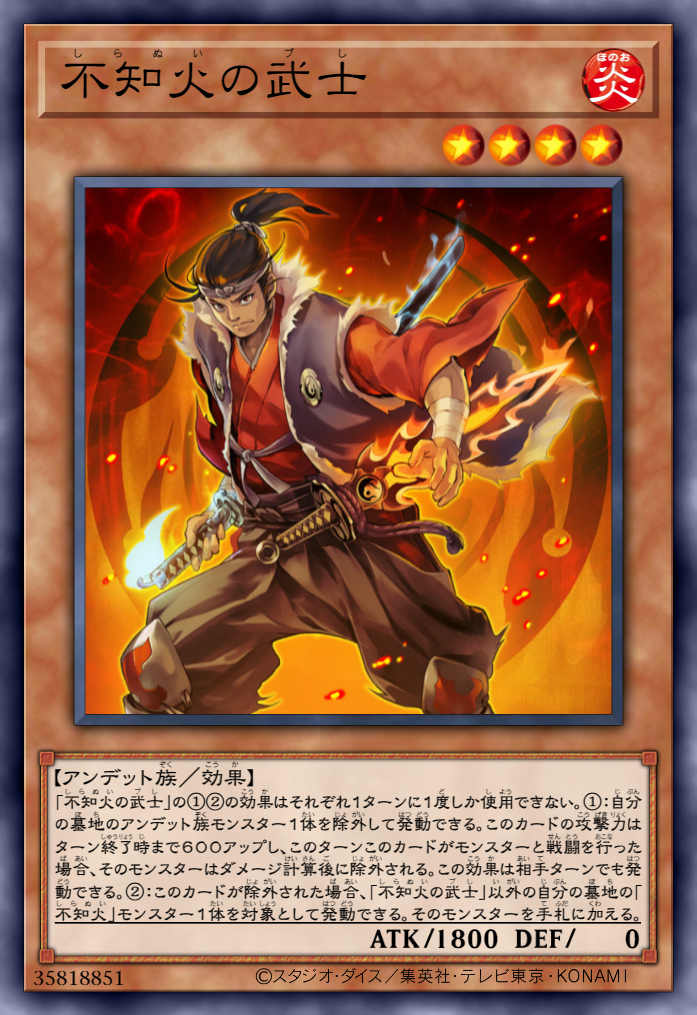 不知火の武士
炎
【アンデット族／効果】
「不知火の武士」の①②の効果はそれぞれ1ターンに1度しか使用できない。①:自分
の墓地のアンデット族モンスター1体を除外して発動できる。このカードの攻撃力は
ターン終了時まで600アップし、このターンこのカードがモンスターと戦闘を行った
場合、そのモンスターはダメージ計算後に除外される。この効果は相手ターンでも発
動できる。②:このカードが除外された場合、「不知火の武士」以外の自分の墓地の「
不知火」モンスター1体を対象として発動できる。そのモンスターを手札に加える。
ATK/1800 DEF/ 0
35818851 ©スタジオ・ダイス／集英社・テレビ東京・KONAMI